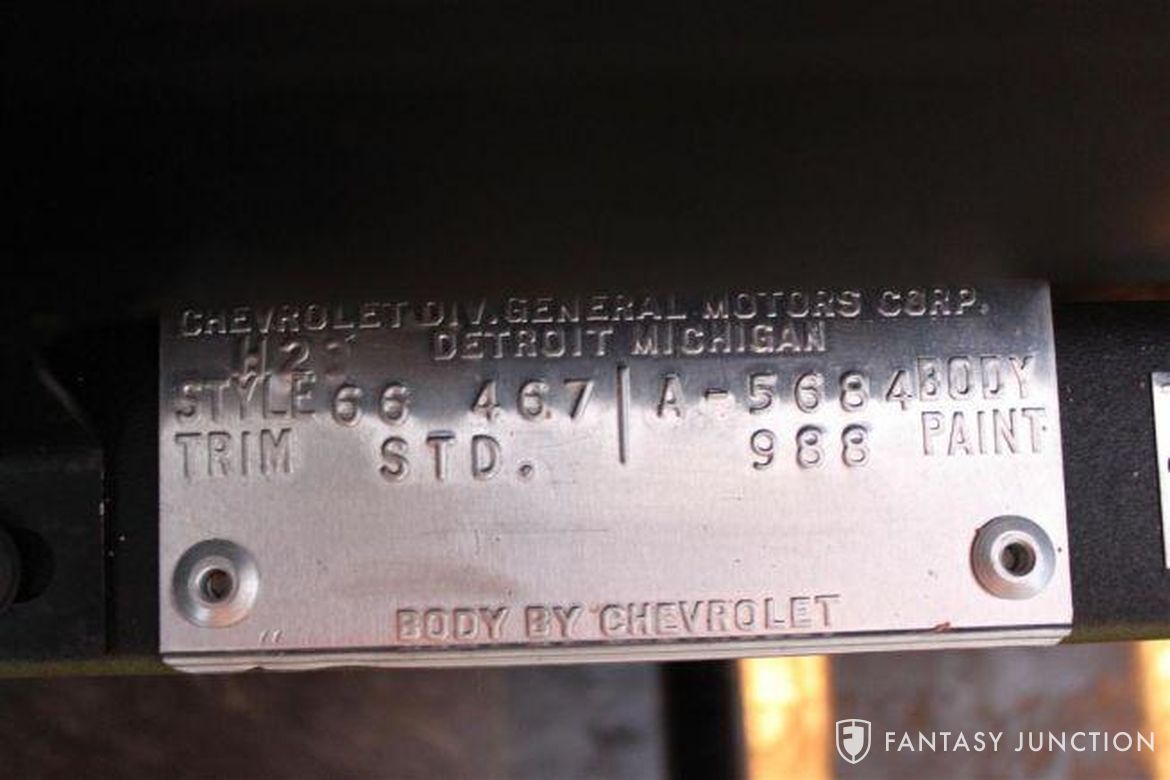 CHEVROLET DIV. GENERAL MOTORS CORP.
DETROIT MICHIGAN
STYLE 66 467 | A-5684 BODY
TRIM STD. 988 PAINT
BODY BY CHEVROLET
FANTASY JUNCTION